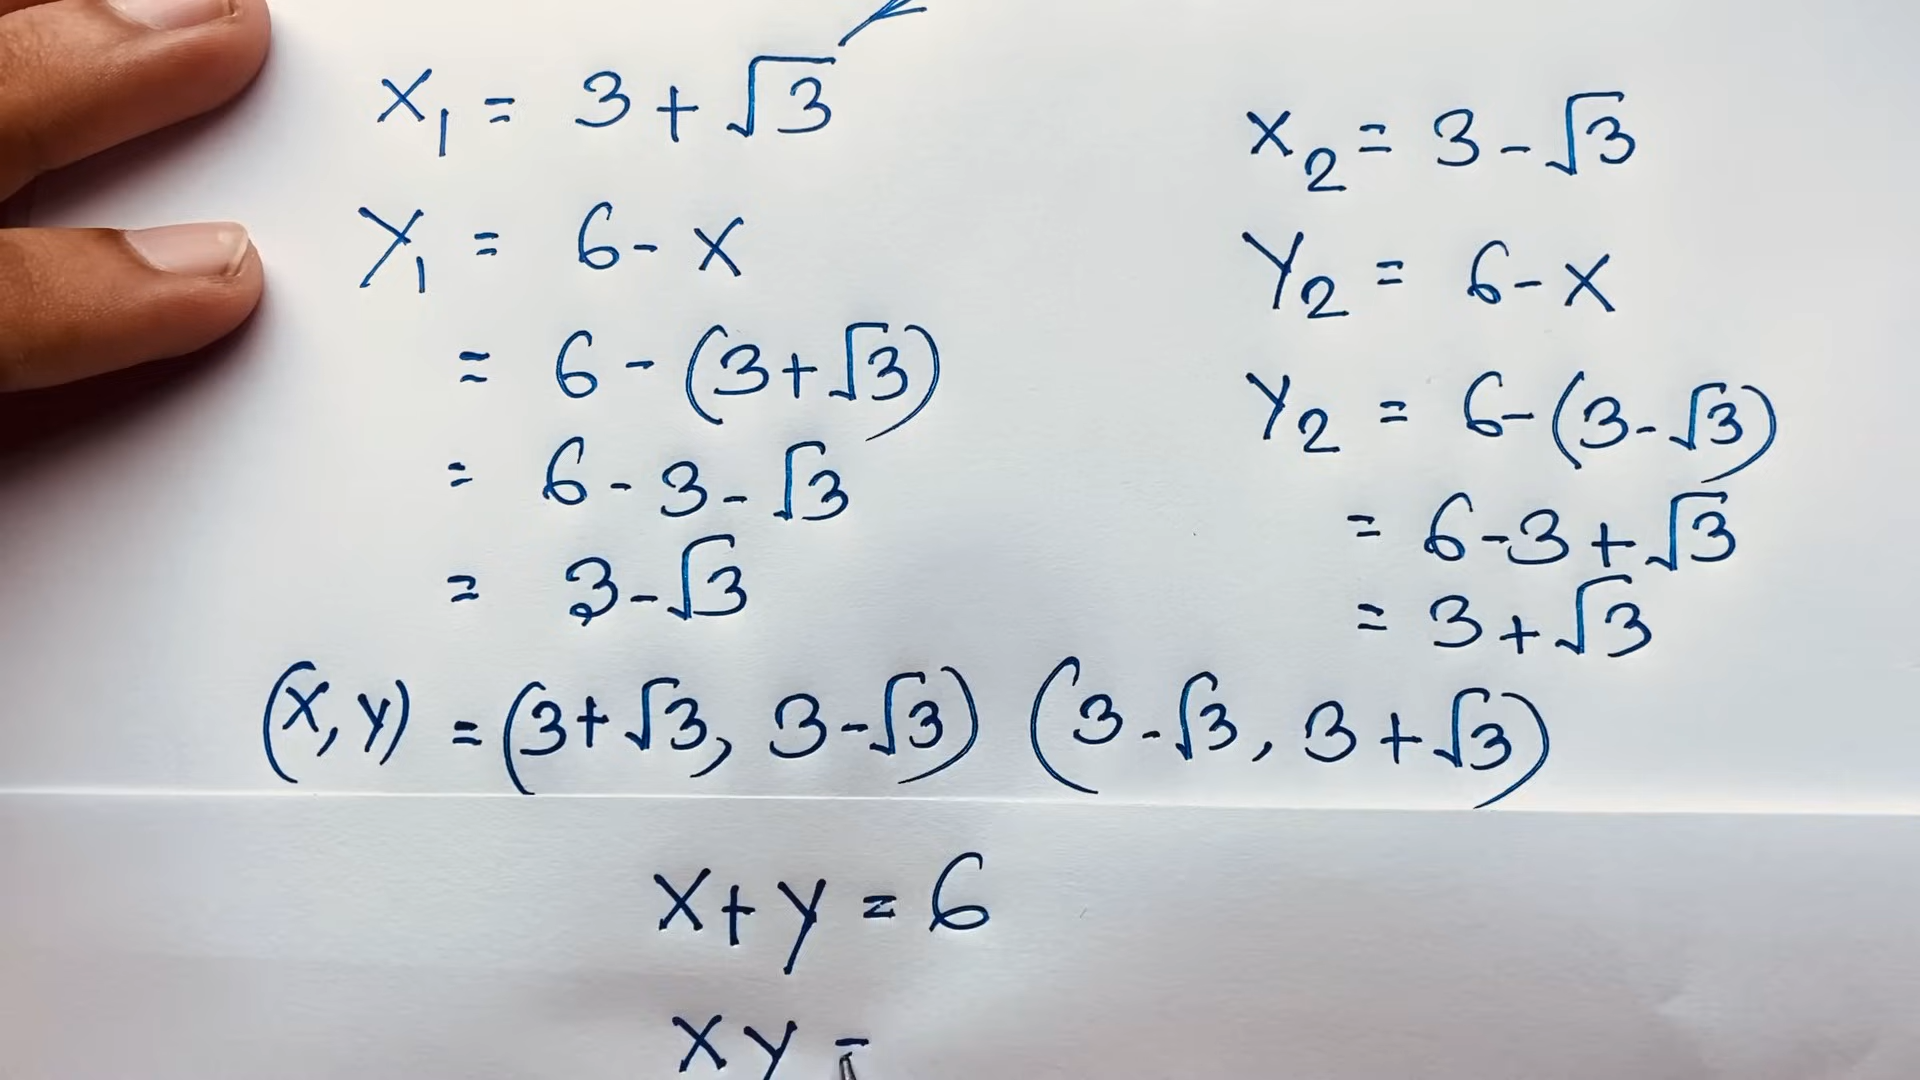 X₁ = 3 + √3
Y₁ = 6 - X
= 6 - (3 + √3)
= 6 - 3 - √3
= 3 - √3
X₂ = 3 - √3
Y₂ = 6 - X
Y₂ = 6 - (3 - √3)
= 6 - 3 + √3
= 3 + √3
(X, Y) = (3 + √3, 3 - √3) (3 - √3, 3 + √3)
X + Y = 6
X Y =